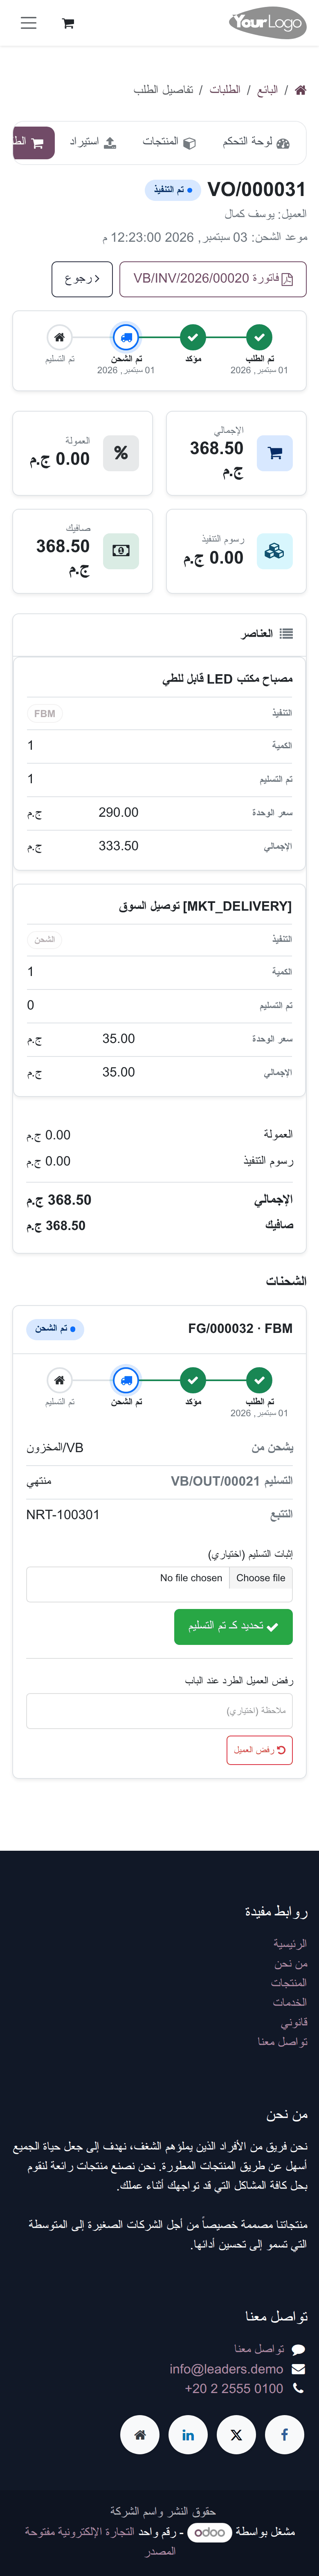 YourLogo
/ البائع / الطلبات / تفاصيل الطلب
لوحة التحكم المنتجات استيراد الط
VO/000031 تم التنفيذ
العميل: يوسف كمال
موعد الشحن: 03 سبتمبر, 2026 12:23:00 م
فاتورة VB/INV/2026/00020 رجوع
تم الطلب مؤكد تم الشحن تم التسليم
01 سبتمبر, 2026 01 سبتمبر, 2026
الإجمالي
368.50 ج.م
العمولة
0.00 ج.م
رسوم التنفيذ
0.00 ج.م
صافيك
368.50 ج.م
العناصر
مصباح مكتب LED قابل للطي
التنفيذ FBM
الكمية 1
تم التسليم 1
سعر الوحدة 290.00 ج.م
الإجمالي 333.50 ج.م
[MKT_DELIVERY] توصيل السوق
التنفيذ الشحن
الكمية 1
تم التسليم 0
سعر الوحدة 35.00 ج.م
الإجمالي 35.00 ج.م
العمولة 0.00 ج.م
رسوم التنفيذ 0.00 ج.م
الإجمالي 368.50 ج.م
صافيك 368.50 ج.م
الشحنات
FG/000032 · FBM تم الشحن
تم الطلب مؤكد تم الشحن تم التسليم
01 سبتمبر, 2026
يشحن من VB/المخزون
التسليم VB/OUT/00021 منتهي
التتبع NRT-100301
إثبات التسليم (اختياري)
Choose file No file chosen
تحديد كـ تم التسليم
رفض العميل الطرد عند الباب
ملاحظة (اختياري)
رفض العميل
روابط مفيدة
الرئيسية
من نحن
المنتجات
الخدمات
قانوني
تواصل معنا
من نحن
نحن فريق من الأفراد الذين يملؤهم الشغف، نهدف إلى جعل حياة الجميع
أسهل عن طريق المنتجات المطورة. نحن نصنع منتجات رائعة لنقوم
بحل كافة المشاكل التي قد تواجهك أثناء عملك.
منتجاتنا مصممة خصيصاً من أجل الشركات الصغيرة إلى المتوسطة
التي تسمو إلى تحسين أدائها.
تواصل معنا
تواصل معنا
info@leaders.demo
+20 2 2555 0100
حقوق النشر واسم الشركة
مشغل بواسطة odoo - رقم واحد التجارة الإلكترونية مفتوحة
المصدر